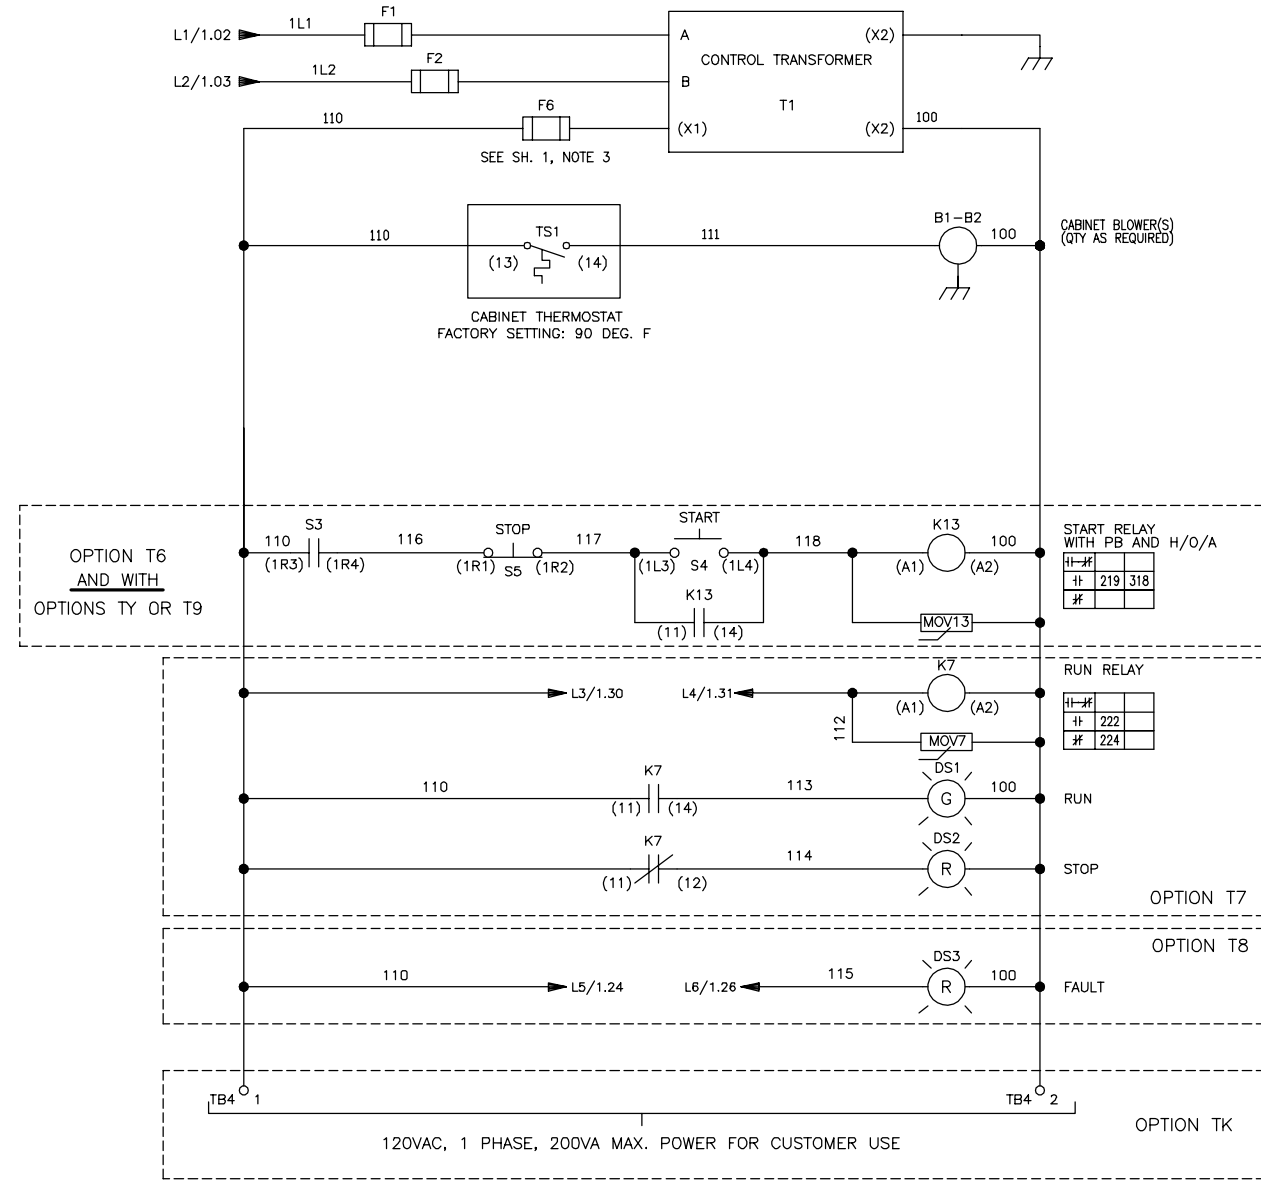 F1
L1/1.02 1L1 A (X2)
CONTROL TRANSFORMER
F2
L2/1.03 1L2 B
T1
F6
110 (X1) (X2) 100
SEE SH. 1, NOTE 3
B1-B2
110 TS1 111 100
(13) (14)
CABINET BLOWER(S)
(QTY AS REQUIRED)
CABINET THERMOSTAT
FACTORY SETTING: 90 DEG. F
OPTION T6
AND WITH
OPTIONS TY OR T9
S3 STOP START K13
110 116 117 118 100
(1R3) (1R4) (1R1) S5 (1R2) (1L3) S4 (1L4) (A1) (A2)
K13
(11) (14)
MOV13
START RELAY
WITH PB AND H/O/A
219 318
K7
L3/1.30 L4/1.31
(A1) (A2)
112
MOV7
RUN RELAY
222
224
K7 DS1
110 113 G 100 RUN
(11) (14)
K7 DS2
114 R STOP
(11) (12)
OPTION T7
OPTION T8
DS3
110 L5/1.24 L6/1.26 115 R 100 FAULT
TB4 1 TB4 2
OPTION TK
120VAC, 1 PHASE, 200VA MAX. POWER FOR CUSTOMER USE